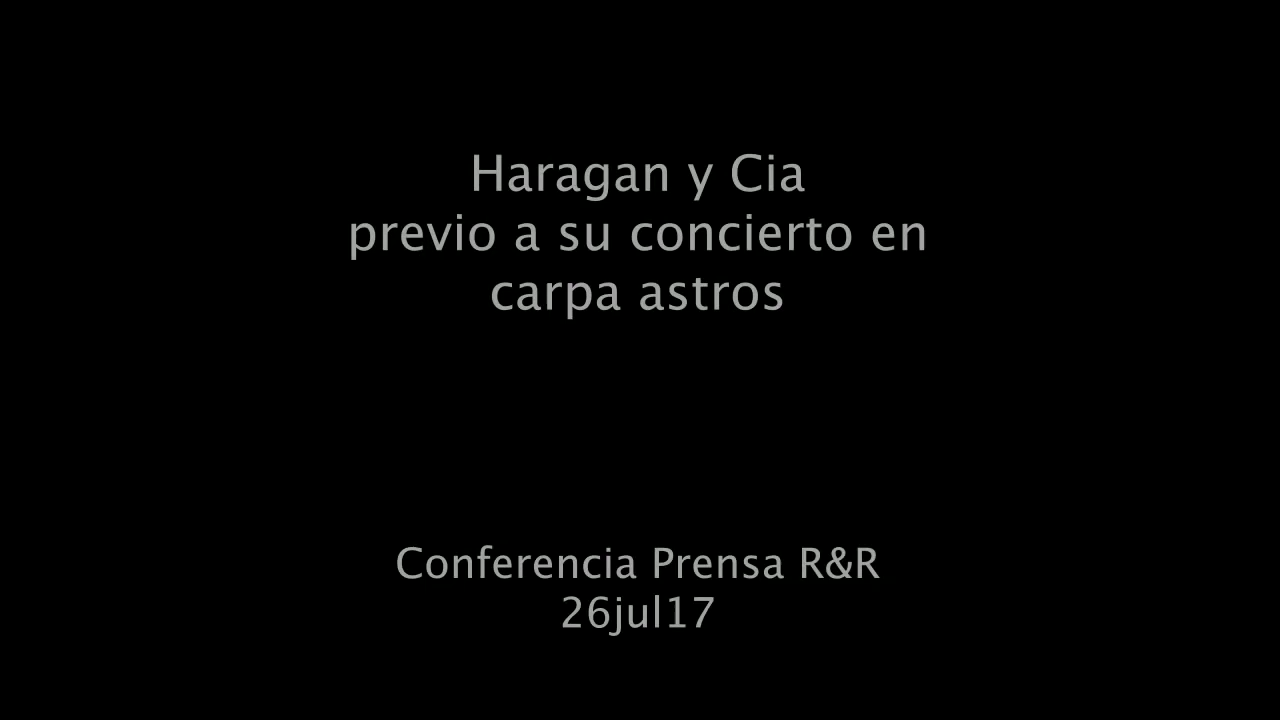 Haragan y Cia
previo a su concierto en
carpa astros
Conferencia Prensa R&R
26jul17